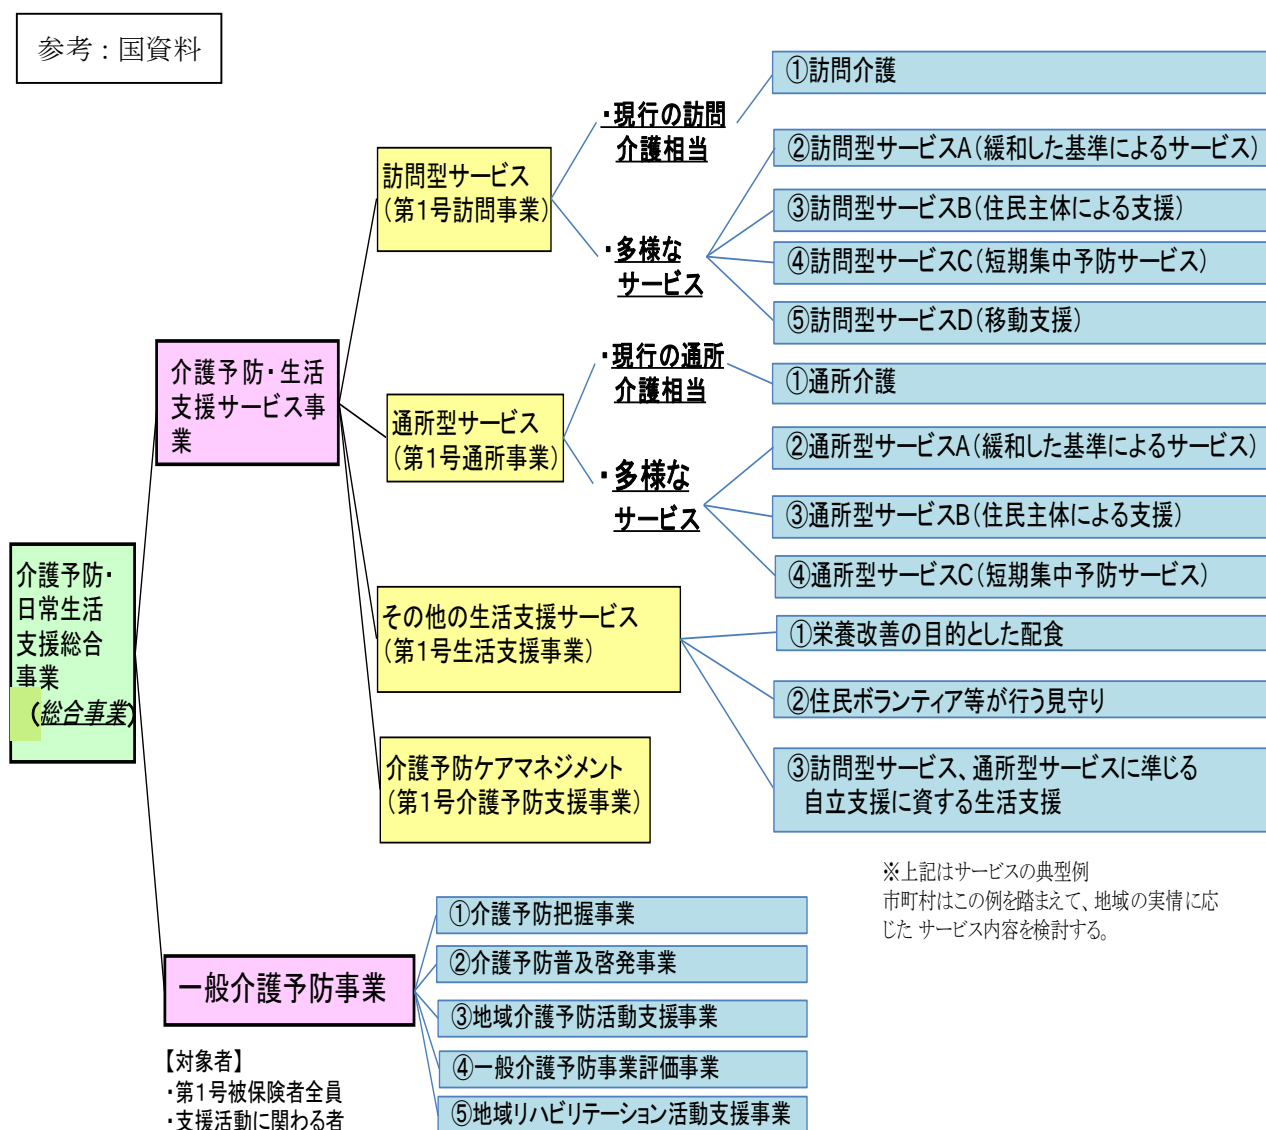 参考：国資料
介護予防・
日常生活
支援総合
事業
(総合事業)
介護予防・生活
支援サービス事
業
訪問型サービス
(第1号訪問事業)
・現行の訪問
介護相当
①訪問介護
・多様な
サービス
②訪問型サービスA(緩和した基準によるサービス)
③訪問型サービスB(住民主体による支援)
④訪問型サービスC(短期集中予防サービス)
⑤訪問型サービスD(移動支援)
通所型サービス
(第1号通所事業)
・現行の通所
介護相当
①通所介護
・多様な
サービス
②通所型サービスA(緩和した基準によるサービス)
③通所型サービスB(住民主体による支援)
④通所型サービスC(短期集中予防サービス)
その他の生活支援サービス
(第1号生活支援事業)
①栄養改善の目的とした配食
②住民ボランティア等が行う見守り
③訪問型サービス、通所型サービスに準じる
自立支援に資する生活支援
介護予防ケアマネジメント
(第1号介護予防支援事業)
※上記はサービスの典型例
市町村はこの例を踏まえて、地域の実情に応
じた サービス内容を検討する。
一般介護予防事業
①介護予防把握事業
②介護予防普及啓発事業
③地域介護予防活動支援事業
④一般介護予防事業評価事業
⑤地域リハビリテーション活動支援事業
【対象者】
・第1号被保険者全員
・支援活動に関わる者